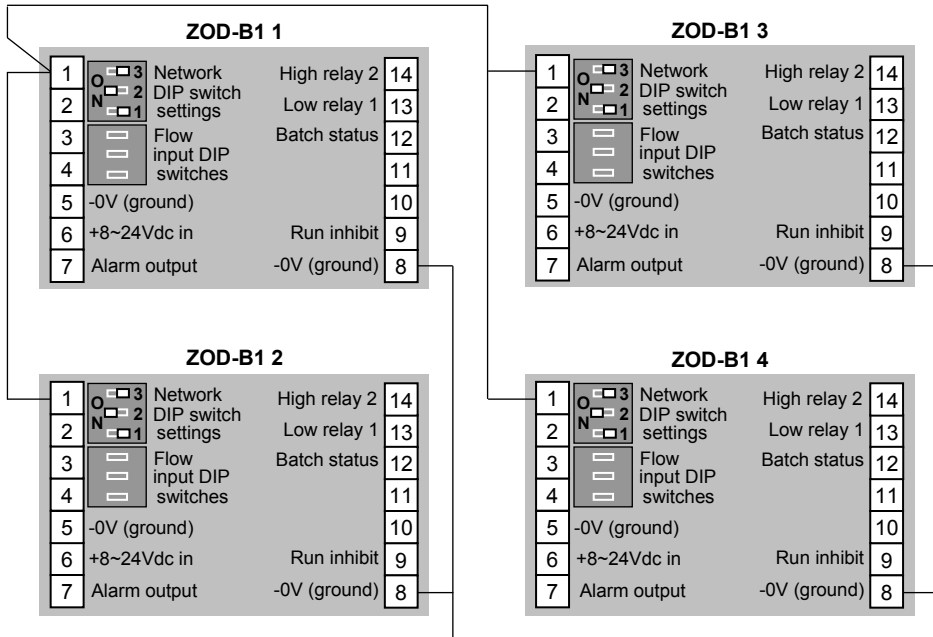 ZOD-B1 1
1
2
3
4
5
6
7
O
N
3
2
1
Network
DIP switch
settings
Flow
input DIP
switches
-0V (ground)
+8~24Vdc in
Alarm output
High relay 2
Low relay 1
Batch status
Run inhibit
-0V (ground)
14
13
12
11
10
9
8
ZOD-B1 3
1
2
3
4
5
6
7
O
N
3
2
1
Network
DIP switch
settings
Flow
input DIP
switches
-0V (ground)
+8~24Vdc in
Alarm output
High relay 2
Low relay 1
Batch status
Run inhibit
-0V (ground)
14
13
12
11
10
9
8
ZOD-B1 2
1
2
3
4
5
6
7
O
N
3
2
1
Network
DIP switch
settings
Flow
input DIP
switches
-0V (ground)
+8~24Vdc in
Alarm output
High relay 2
Low relay 1
Batch status
Run inhibit
-0V (ground)
14
13
12
11
10
9
8
ZOD-B1 4
1
2
3
4
5
6
7
O
N
3
2
1
Network
DIP switch
settings
Flow
input DIP
switches
-0V (ground)
+8~24Vdc in
Alarm output
High relay 2
Low relay 1
Batch status
Run inhibit
-0V (ground)
14
13
12
11
10
9
8